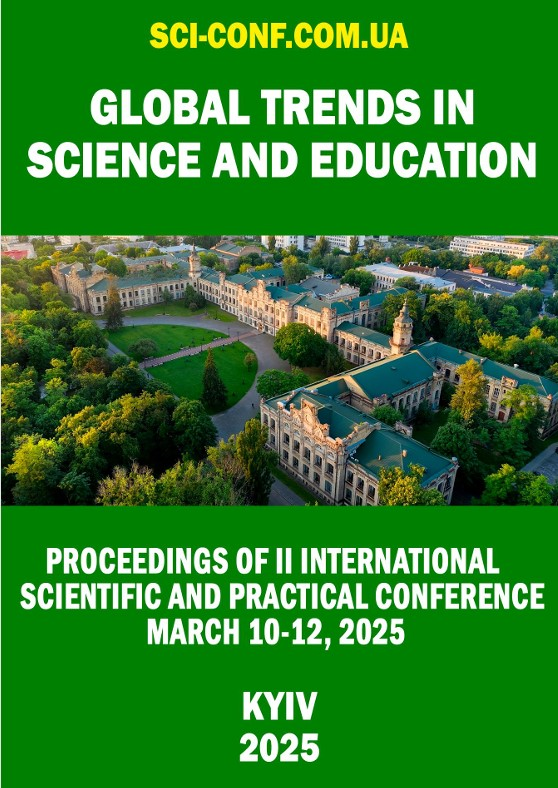 SCI-CONF.COM.UA
GLOBAL TRENDS IN
SCIENCE AND EDUCATION
PROCEEDINGS OF II INTERNATIONAL
SCIENTIFIC AND PRACTICAL CONFERENCE
MARCH 10-12, 2025
KYIV
2025